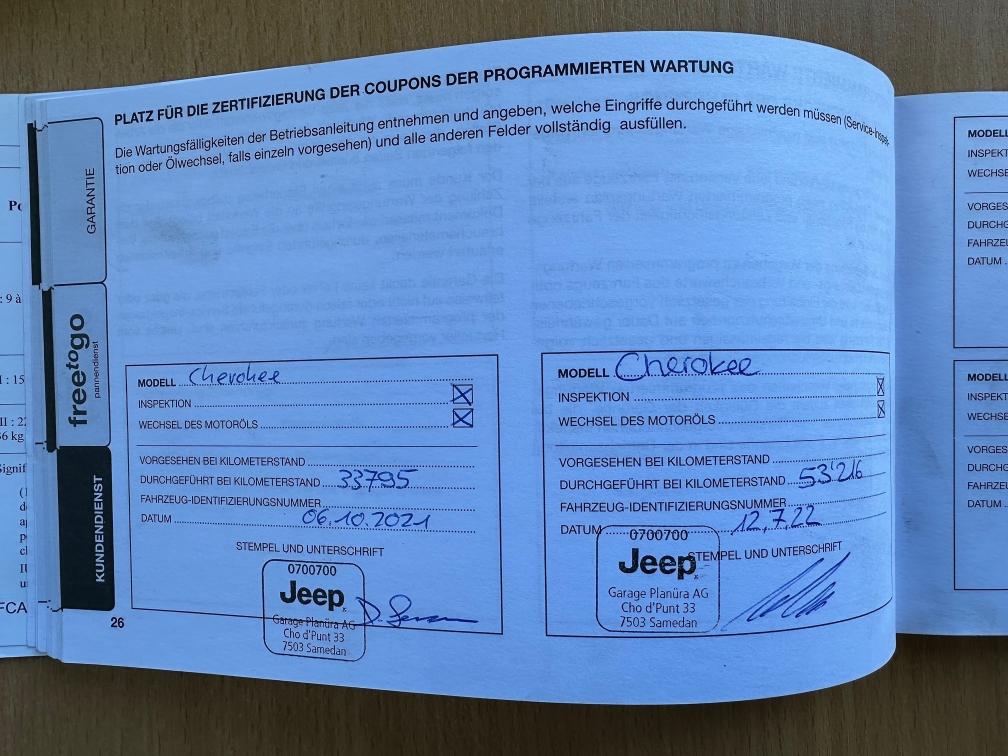 PLATZ FÜR DIE ZERTIFIZIERUNG DER COUPONS DER PROGRAMMIERTEN WARTUNG
Die Wartungsfälligkeiten der Betriebsanleitung entnehmen und angeben, welche Eingriffe durchgeführt werden müssen (Service-Inspek-
tion oder Ölwechsel, falls einzeln vorgesehen) und alle anderen Felder vollständig ausfüllen.
GARANTIE
freetogo
pannendienst
KUNDENDIENST
MODELL Cherokee
INSPEKTION
WECHSEL DES MOTORÖLS
VORGESEHEN BEI KILOMETERSTAND
DURCHGEFÜHRT BEI KILOMETERSTAND 33795
FAHRZEUG-IDENTIFIZIERUNGSNUMMER
DATUM 06.10.2021
STEMPEL UND UNTERSCHRIFT
0700700
Jeep
Garage Planüra AG
Cho d'Punt 33
7503 Samedan
26
MODELL Cherokee
INSPEKTION
WECHSEL DES MOTORÖLS
VORGESEHEN BEI KILOMETERSTAND
DURCHGEFÜHRT BEI KILOMETERSTAND 53'216
FAHRZEUG-IDENTIFIZIERUNGSNUMMER
DATUM 12.7.22
STEMPEL UND UNTERSCHRIFT
0700700
Jeep
Garage Planüra AG
Cho d'Punt 33
7503 Samedan
MODELL
INSPEKT
WECHSE
VORGES
DURCHG
FAHRZEU
DATUM
MODELL
INSPEKT
WECHSE
VORGES
DURCHG
FAHRZEU
DATUM
FCA